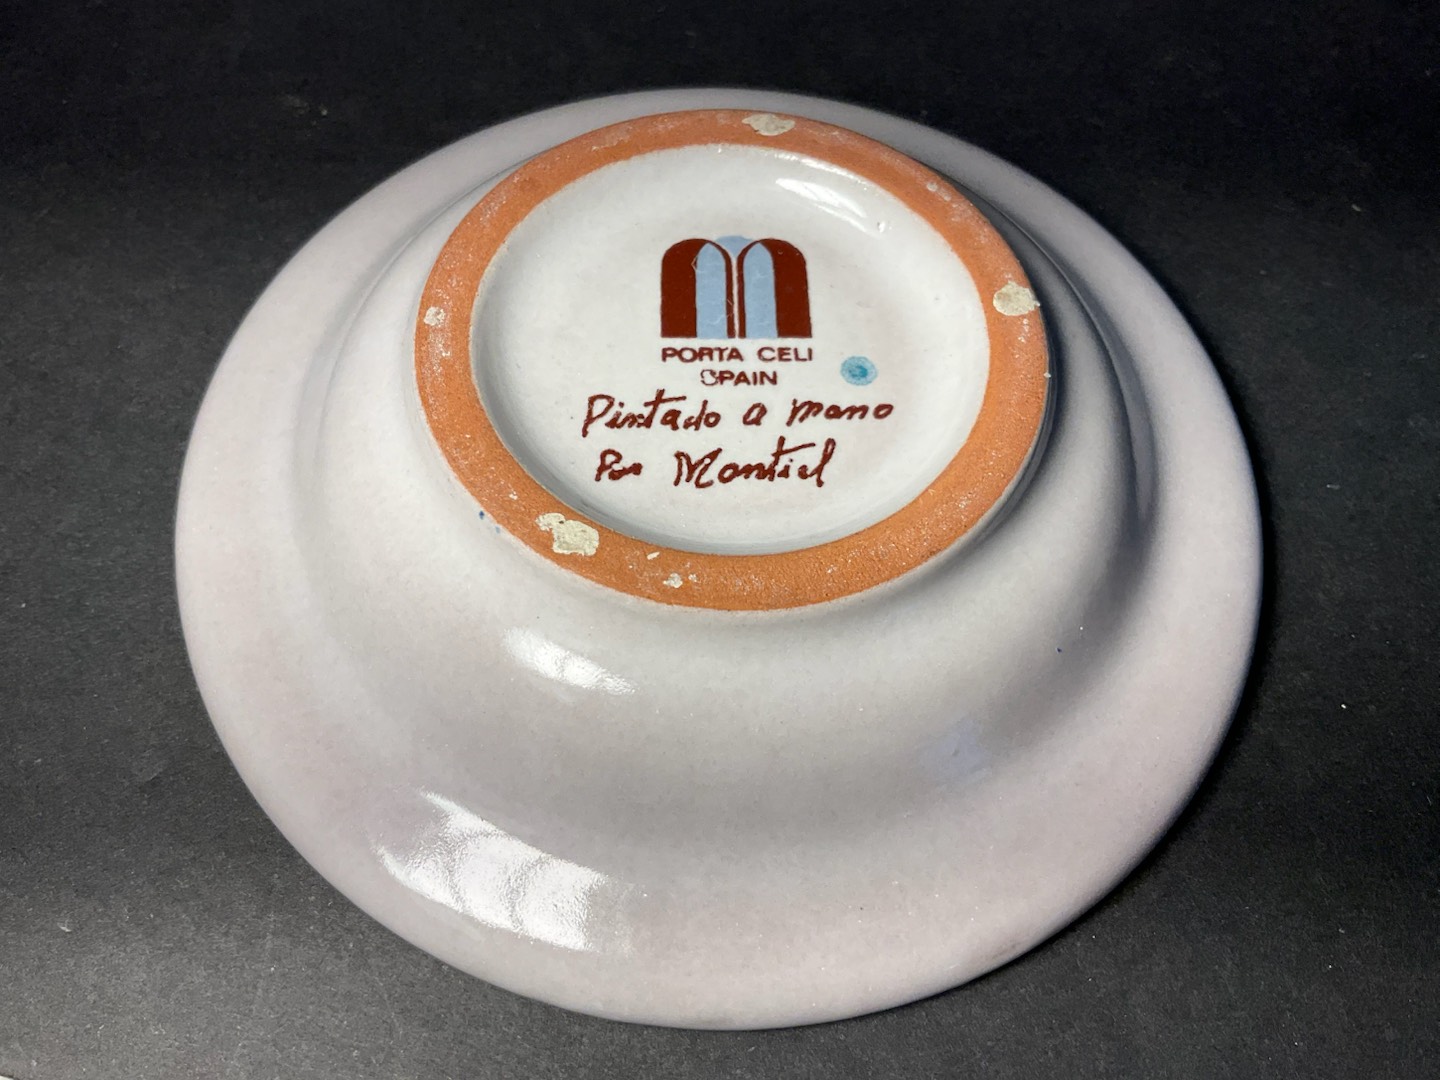 PORTA CELI
SPAIN
Pintado a mano
Por Montiel